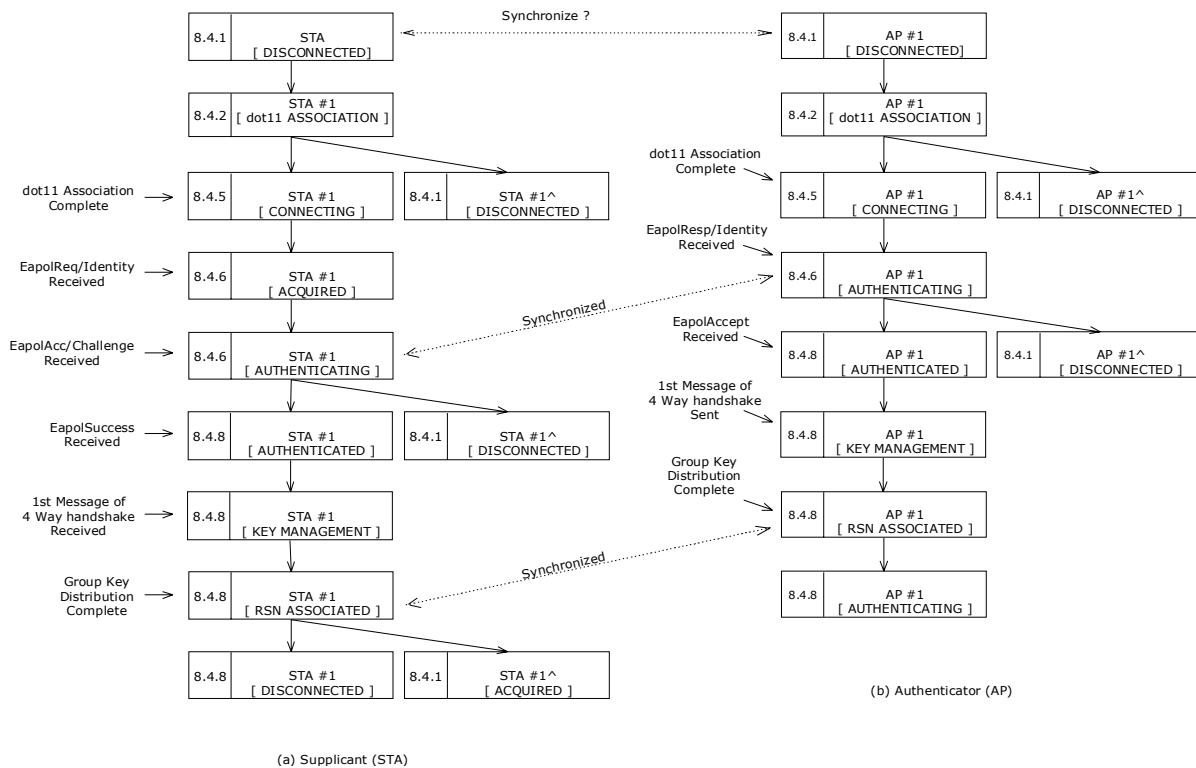 Synchronize ?
8.4.1
STA
[ DISCONNECTED]
8.4.2
STA #1
[ dot11 ASSOCIATION ]
dot11 Association
Complete
8.4.5
STA #1
[ CONNECTING ]
8.4.1
STA #1^
[ DISCONNECTED ]
EapolReq/Identity
Received
8.4.6
STA #1
[ ACQUIRED ]
EapolAcc/Challenge
Received
8.4.6
STA #1
[ AUTHENTICATING ]
Synchronized
EapolSuccess
Received
8.4.8
STA #1
[ AUTHENTICATED ]
8.4.1
STA #1^
[ DISCONNECTED ]
1st Message of
4 Way handshake
Received
8.4.8
STA #1
[ KEY MANAGEMENT ]
Group Key
Distribution
Complete
8.4.8
STA #1
[ RSN ASSOCIATED ]
Synchronized
8.4.8
STA #1
[ DISCONNECTED ]
8.4.1
STA #1^
[ ACQUIRED ]
(a) Supplicant (STA)
8.4.1
AP #1
[ DISCONNECTED]
8.4.2
AP #1
[ dot11 ASSOCIATION ]
dot11 Association
Complete
8.4.5
AP #1
[ CONNECTING ]
8.4.1
AP #1^
[ DISCONNECTED ]
EapolResp/Identity
Received
8.4.6
AP #1
[ AUTHENTICATING ]
EapolAccept
Received
8.4.8
AP #1
[ AUTHENTICATED ]
8.4.1
AP #1^
[ DISCONNECTED ]
1st Message of
4 Way handshake
Sent
8.4.8
AP #1
[ KEY MANAGEMENT ]
Group Key
Distribution
Complete
8.4.8
AP #1
[ RSN ASSOCIATED ]
8.4.8
AP #1
[ AUTHENTICATING ]
(b) Authenticator (AP)